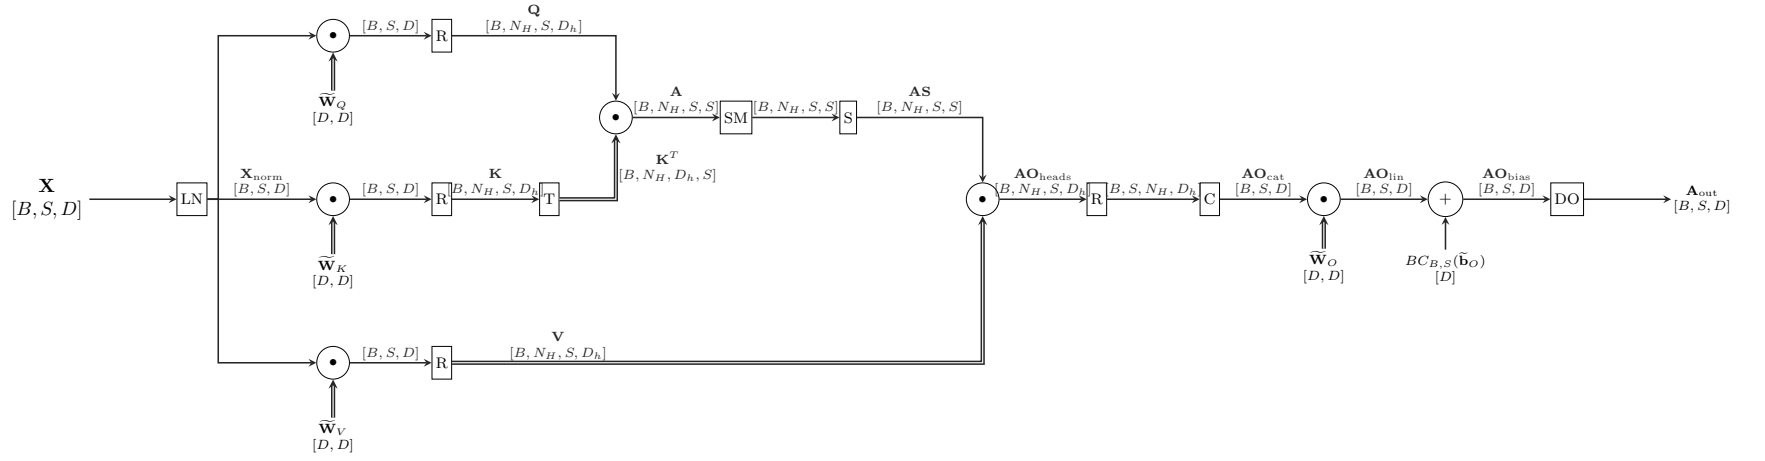 Q
[B, N_H, S, D_h]
[B, S, D]
R
W̃_Q
[D, D]
A
[B, N_H, S, S]
SM
[B, N_H, S, S]
S
AS
[B, N_H, S, S]
K^T
[B, N_H, D_h, S]
X
[B, S, D]
LN
X_norm
[B, S, D]
[B, S, D]
R
K
[B, N_H, S, D_h]
T
W̃_K
[D, D]
AO_heads
[B, N_H, S, D_h]
R
[B, S, N_H, D_h]
C
AO_cat
[B, S, D]
AO_lin
[B, S, D]
+
AO_bias
[B, S, D]
DO
A_out
[B, S, D]
W̃_O
[D, D]
BC_{B,S}(b̃_O)
[D]
[B, S, D]
R
V
[B, N_H, S, D_h]
W̃_V
[D, D]